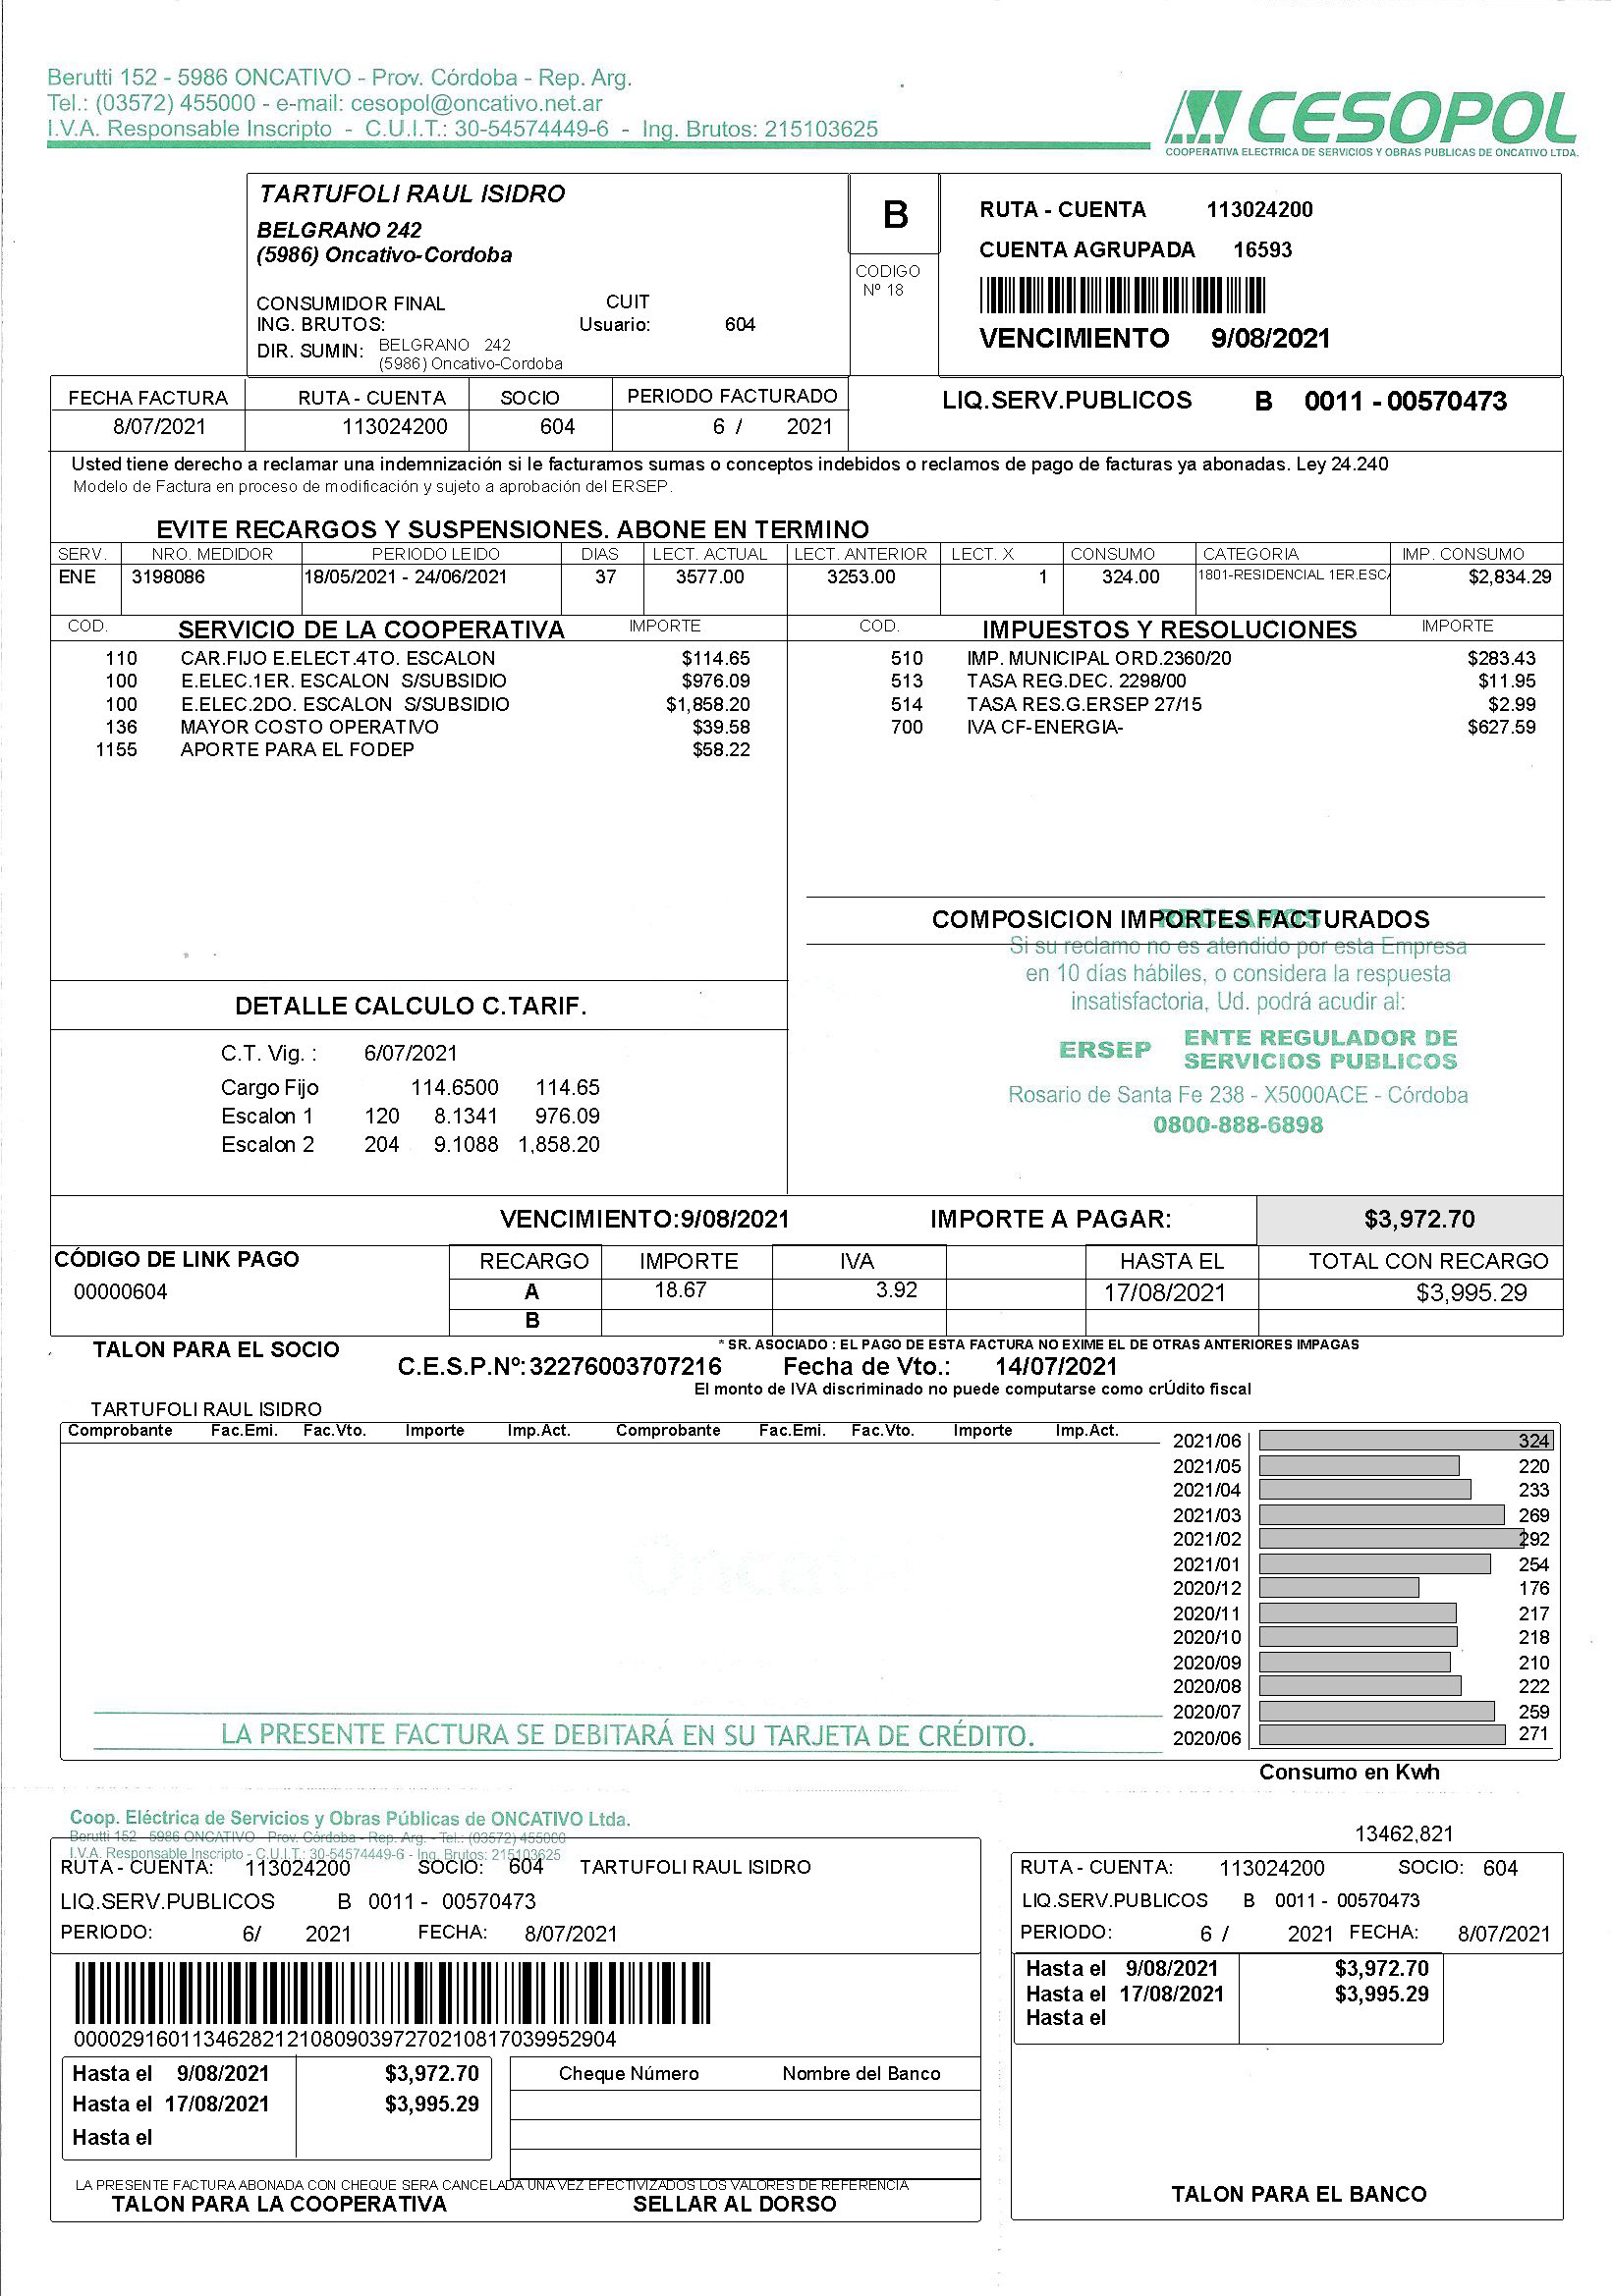 Berutti 152 - 5986 ONCATIVO - Prov. Córdoba - Rep. Arg.
Tel.: (03572) 455000 - e-mail: cesopol@oncativo.net.ar
I.V.A. Responsable Inscripto - C.U.I.T.: 30-54574449-6 - Ing. Brutos: 215103625
CESOPOL
COOPERATIVA ELECTRICA DE SERVICIOS Y OBRAS PUBLICAS DE ONCATIVO LTDA.
TARTUFOLI RAUL ISIDRO
BELGRANO 242
(5986) Oncativo-Cordoba
CONSUMIDOR FINAL CUIT
ING. BRUTOS: Usuario: 604
DIR. SUMIN: BELGRANO 242
(5986) Oncativo-Cordoba
B
CODIGO
Nº 18
RUTA - CUENTA 113024200
CUENTA AGRUPADA 16593
VENCIMIENTO 9/08/2021
FECHA FACTURA RUTA - CUENTA SOCIO PERIODO FACTURADO
8/07/2021 113024200 604 6 / 2021
LIQ.SERV.PUBLICOS B 0011 - 00570473
Usted tiene derecho a reclamar una indemnización si le facturamos sumas o conceptos indebidos o reclamos de pago de facturas ya abonadas. Ley 24.240
Modelo de Factura en proceso de modificación y sujeto a aprobación del ERSEP.
EVITE RECARGOS Y SUSPENSIONES. ABONE EN TERMINO
SERV. NRO. MEDIDOR PERIODO LEIDO DIAS LECT. ACTUAL LECT. ANTERIOR LECT. X CONSUMO CATEGORIA IMP. CONSUMO
ENE 3198086 18/05/2021 - 24/06/2021 37 3577.00 3253.00 1 324.00 1801-RESIDENCIAL 1ER.ESCA $2,834.29
COD. SERVICIO DE LA COOPERATIVA IMPORTE
110 CAR.FIJO E.ELECT.4TO. ESCALON $114.65
100 E.ELEC.1ER. ESCALON S/SUBSIDIO $976.09
100 E.ELEC.2DO. ESCALON S/SUBSIDIO $1,858.20
136 MAYOR COSTO OPERATIVO $39.58
1155 APORTE PARA EL FODEP $58.22
COD. IMPUESTOS Y RESOLUCIONES IMPORTE
510 IMP. MUNICIPAL ORD.2360/20 $283.43
513 TASA REG.DEC. 2298/00 $11.95
514 TASA RES.G.ERSEP 27/15 $2.99
700 IVA CF-ENERGIA- $627.59
COMPOSICION IMPORTES FACTURADOS
RECLAMOS
Si su reclamo no es atendido por esta Empresa
en 10 días hábiles, o considera la respuesta
insatisfactoria, Ud. podrá acudir al:
ERSEP ENTE REGULADOR DE
SERVICIOS PUBLICOS
Rosario de Santa Fe 238 - X5000ACE - Córdoba
0800-888-6898
DETALLE CALCULO C.TARIF.
C.T. Vig. : 6/07/2021
Cargo Fijo 114.6500 114.65
Escalon 1 120 8.1341 976.09
Escalon 2 204 9.1088 1,858.20
VENCIMIENTO:9/08/2021 IMPORTE A PAGAR: $3,972.70
CÓDIGO DE LINK PAGO RECARGO IMPORTE IVA HASTA EL TOTAL CON RECARGO
00000604 A 18.67 3.92 17/08/2021 $3,995.29
B
TALON PARA EL SOCIO
* SR. ASOCIADO : EL PAGO DE ESTA FACTURA NO EXIME EL DE OTRAS ANTERIORES IMPAGAS
C.E.S.P.Nº: 32276003707216 Fecha de Vto.: 14/07/2021
El monto de IVA discriminado no puede computarse como crÚdito fiscal
TARTUFOLI RAUL ISIDRO
Comprobante Fac.Emi. Fac.Vto. Importe Imp.Act. Comprobante Fac.Emi. Fac.Vto. Importe Imp.Act.
2021/06 324
2021/05 220
2021/04 233
2021/03 269
2021/02 292
2021/01 254
2020/12 176
2020/11 217
2020/10 218
2020/09 210
2020/08 222
2020/07 259
2020/06 271
Consumo en Kwh
LA PRESENTE FACTURA SE DEBITARÁ EN SU TARJETA DE CRÉDITO.
Coop. Eléctrica de Servicios y Obras Públicas de ONCATIVO Ltda.
Berutti 152 - 5986 ONCATIVO - Prov. Córdoba - Rep. Arg. - Tel.: (03572) 455000
I.V.A. Responsable Inscripto - C.U.I.T.: 30-54574449-6 - Ing. Brutos: 215103625
RUTA - CUENTA: 113024200 SOCIO: 604 TARTUFOLI RAUL ISIDRO
LIQ.SERV.PUBLICOS B 0011 - 00570473
PERIODO: 6/ 2021 FECHA: 8/07/2021
00002916011346282121080903972702108170399​52904
Hasta el 9/08/2021 $3,972.70
Hasta el 17/08/2021 $3,995.29
Hasta el
Cheque Número Nombre del Banco
LA PRESENTE FACTURA ABONADA CON CHEQUE SERA CANCELADA UNA VEZ EFECTIVIZADOS LOS VALORES DE REFERENCIA
TALON PARA LA COOPERATIVA SELLAR AL DORSO
13462,821
RUTA - CUENTA: 113024200 SOCIO: 604
LIQ.SERV.PUBLICOS B 0011 - 00570473
PERIODO: 6 / 2021 FECHA: 8/07/2021
Hasta el 9/08/2021 $3,972.70
Hasta el 17/08/2021 $3,995.29
Hasta el
TALON PARA EL BANCO